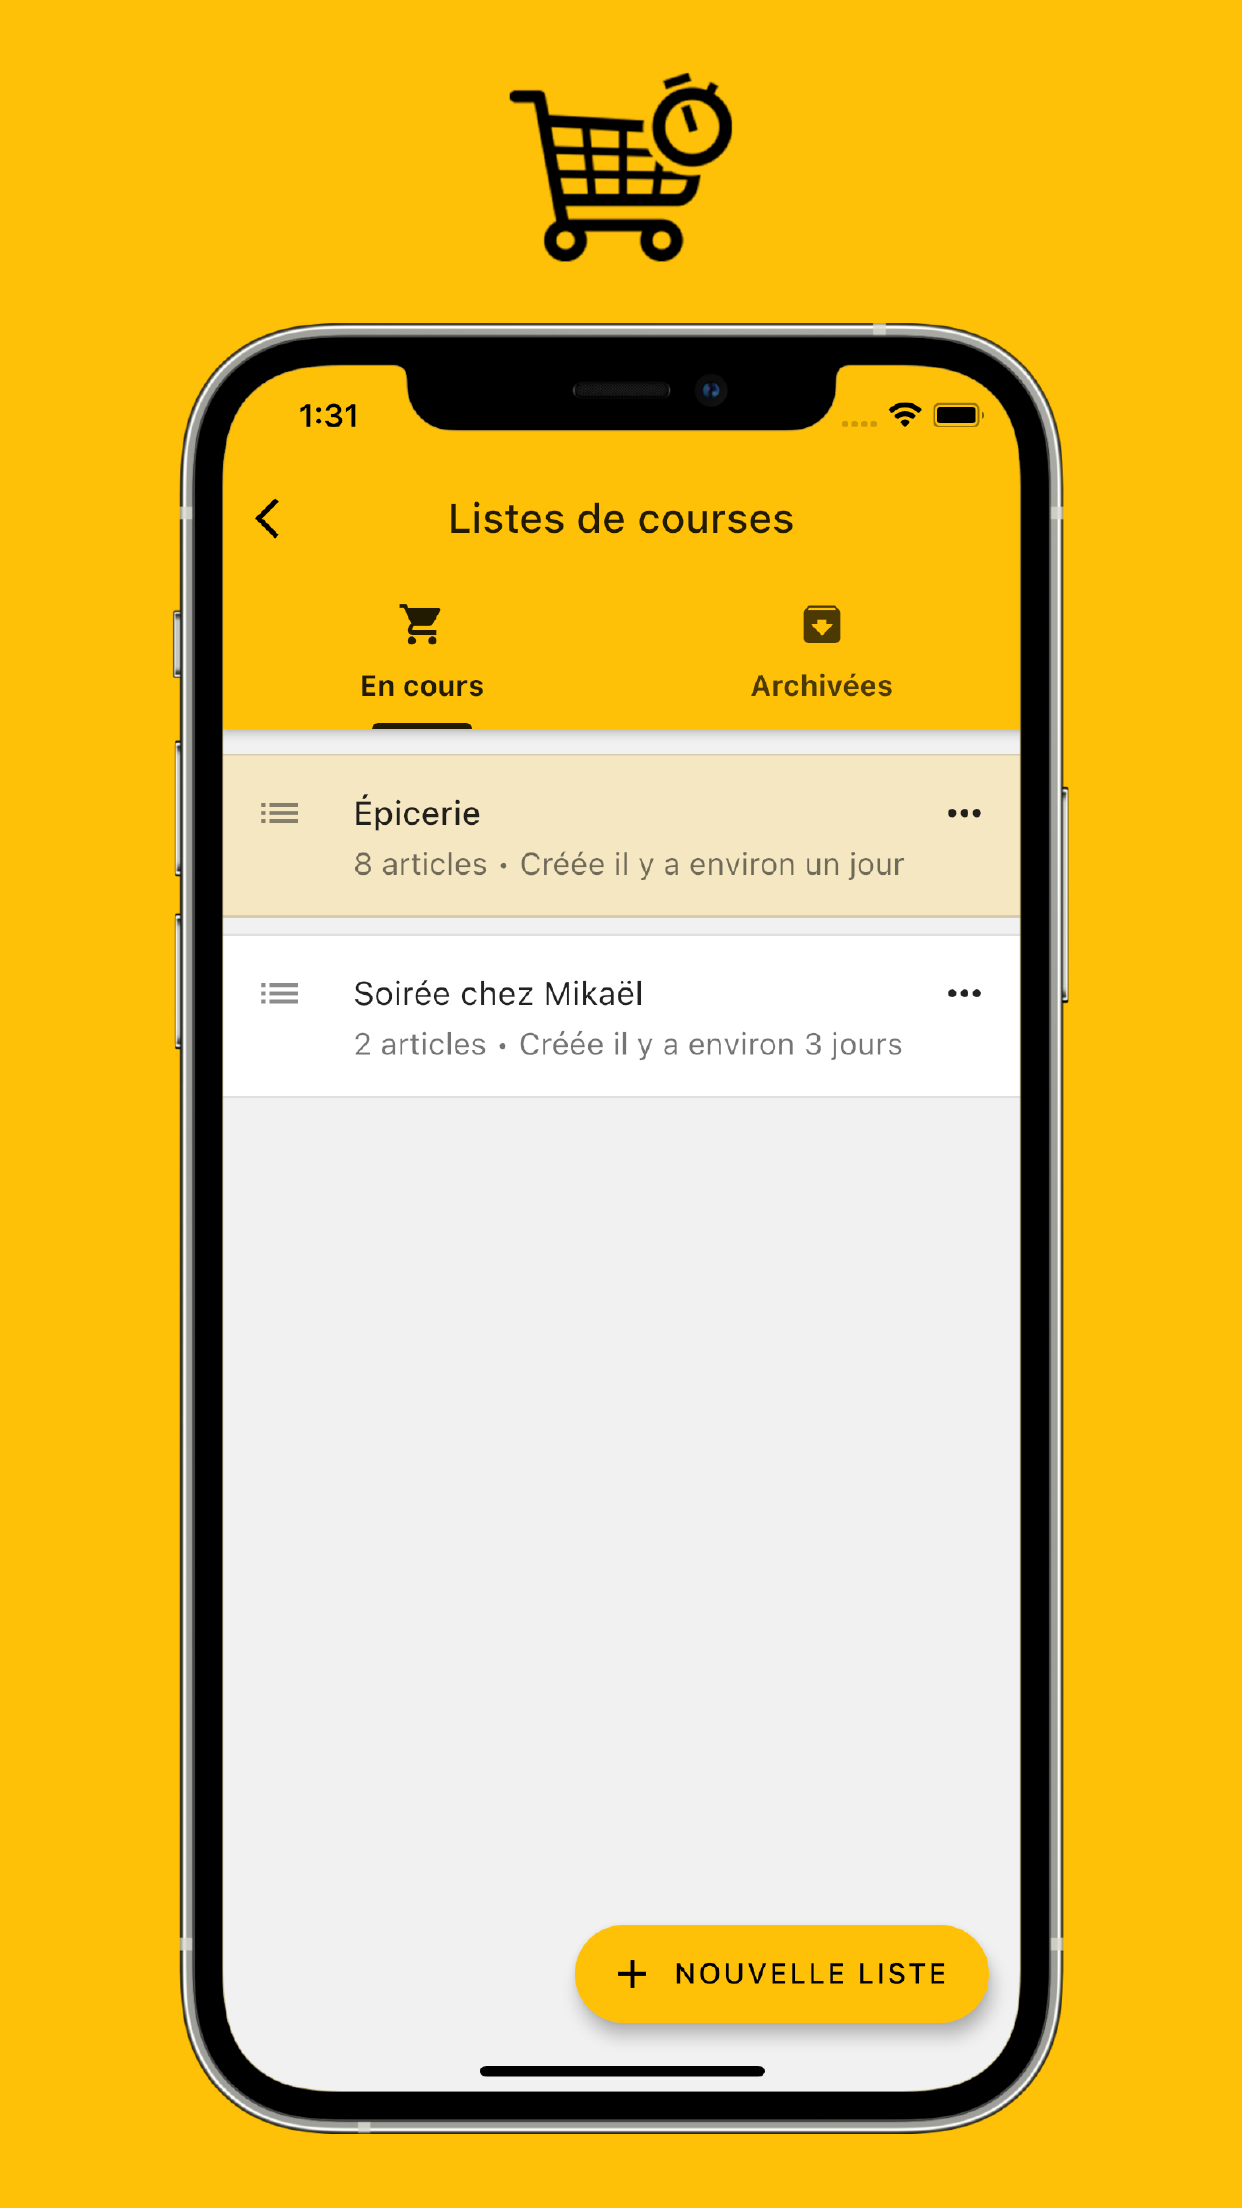 1:31
Listes de courses
En cours
Archivées
Épicerie
8 articles • Créée il y a environ un jour
Soirée chez Mikaël
2 articles • Créée il y a environ 3 jours
+ NOUVELLE LISTE